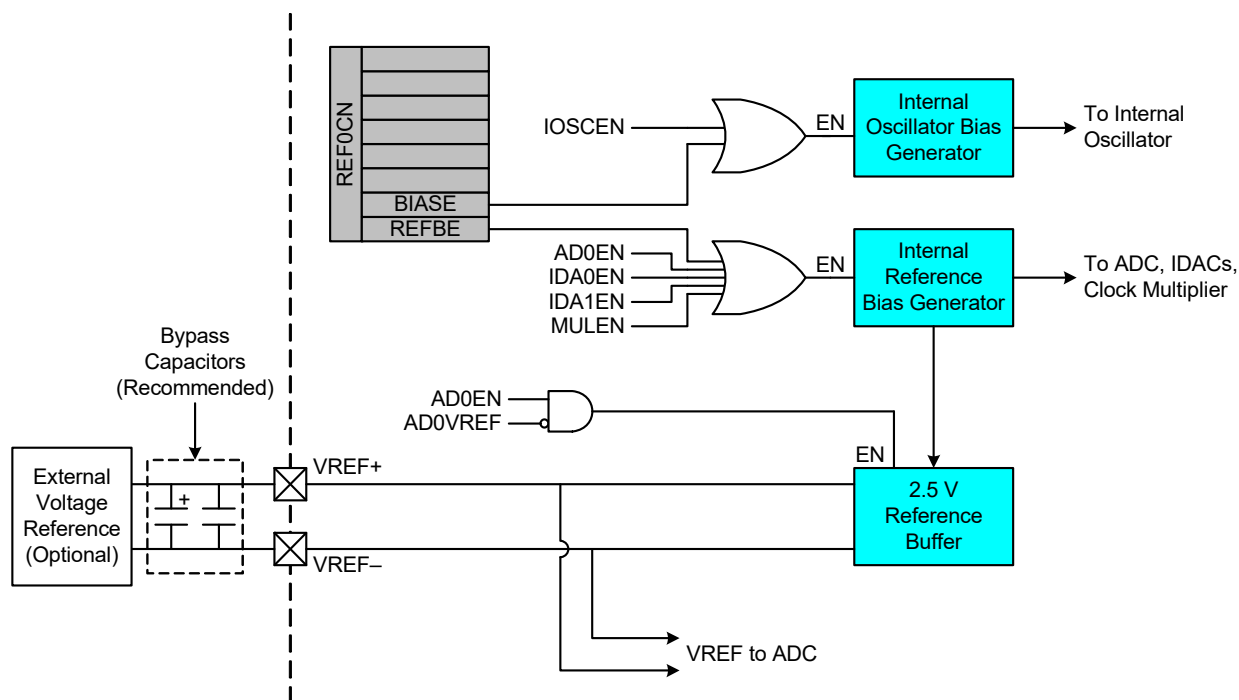 REF0CN
BIASE
REFBE
IOSCEN
EN
Internal
Oscillator Bias
Generator
To Internal
Oscillator
AD0EN
IDA0EN
IDA1EN
MULEN
EN
Internal
Reference
Bias Generator
To ADC, IDACs,
Clock Multiplier
Bypass
Capacitors
(Recommended)
AD0EN
AD0VREF
EN
External
Voltage
Reference
(Optional)
+
VREF+
VREF–
2.5 V
Reference
Buffer
VREF to ADC